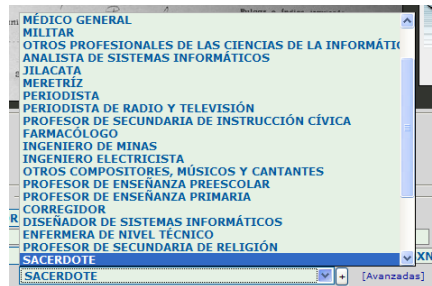 MÉDICO GENERAL
MILITAR
OTROS PROFESIONALES DE LAS CIENCIAS DE LA INFORMÁTIC
ANALISTA DE SISTEMAS INFORMÁTICOS
JILACATA
MERETRÍZ
PERIODISTA
PERIODISTA DE RADIO Y TELEVISIÓN
PROFESOR DE SECUNDARIA DE INSTRUCCIÓN CÍVICA
FARMACÓLOGO
INGENIERO DE MINAS
INGENIERO ELECTRICISTA
OTROS COMPOSITORES, MÚSICOS Y CANTANTES
PROFESOR DE ENSEÑANZA PREESCOLAR
PROFESOR DE ENSEÑANZA PRIMARIA
CORREGIDOR
DISEÑADOR DE SISTEMAS INFORMÁTICOS
ENFERMERA DE NIVEL TÉCNICO
PROFESOR DE SECUNDARIA DE RELIGIÓN
SACERDOTE
SACERDOTE + [Avanzadas]